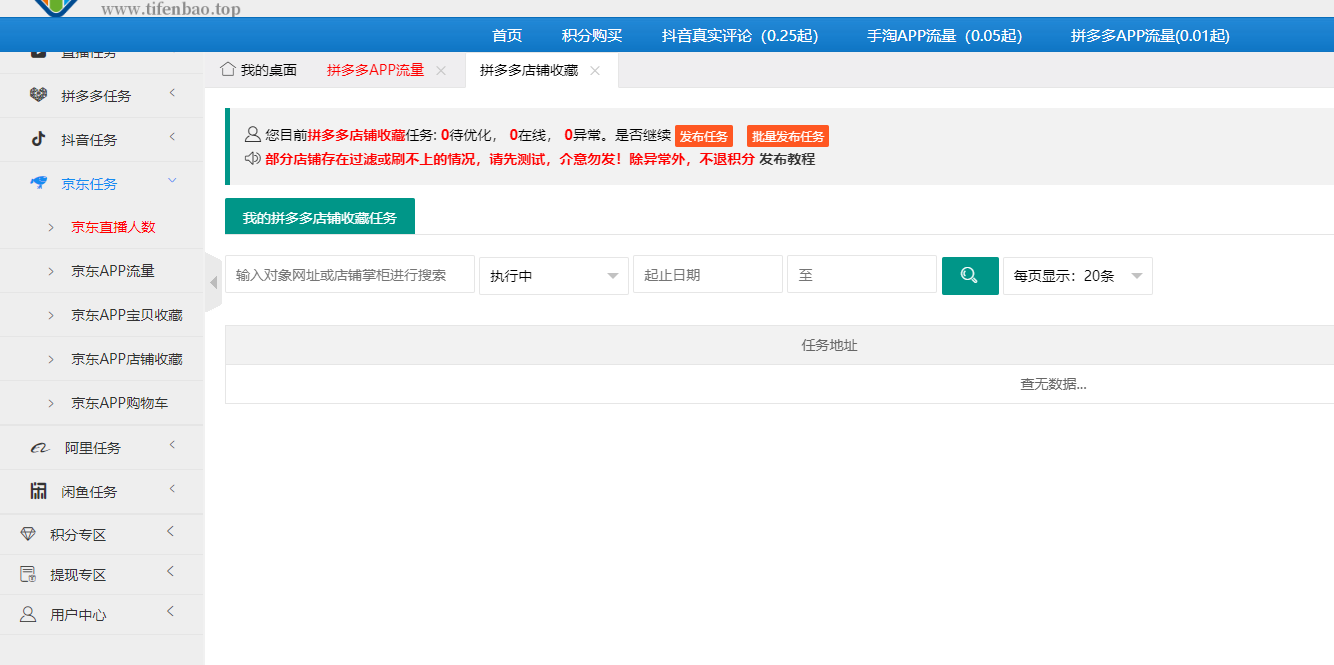 www.tifenbao.top
首页 积分购买 抖音真实评论（0.25起） 手淘APP流量（0.05起） 拼多多APP流量(0.01起)
直播任务
拼多多任务
抖音任务
京东任务
京东直播人数
京东APP流量
京东APP宝贝收藏
京东APP店铺收藏
京东APP购物车
阿里任务
闲鱼任务
积分专区
提现专区
用户中心
我的桌面 拼多多APP流量 拼多多店铺收藏
您目前拼多多店铺收藏任务: 0待优化， 0在线， 0异常。是否继续 发布任务 批量发布任务
部分店铺存在过滤或刷不上的情况，请先测试，介意勿发！除异常外，不退积分 发布教程
我的拼多多店铺收藏任务
输入对象网址或店铺掌柜进行搜索 执行中 起止日期 至 每页显示：20条
任务地址
查无数据...